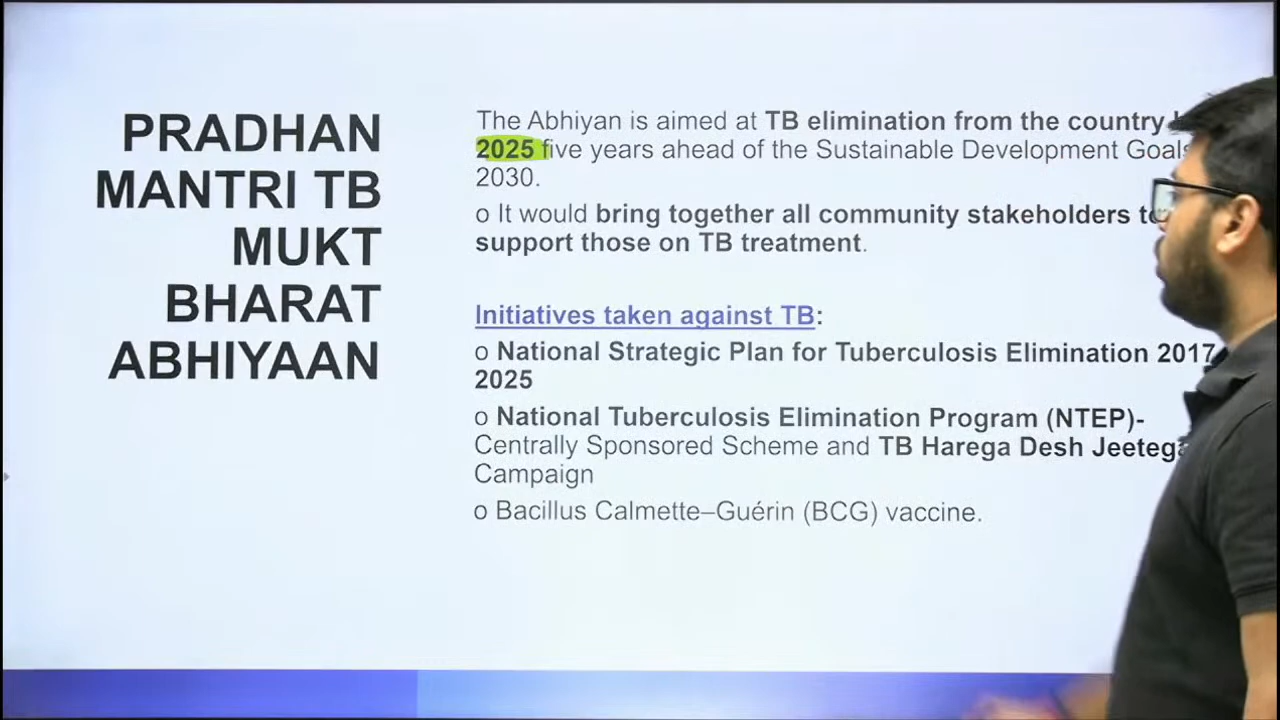 PRADHAN
MANTRI TB
MUKT
BHARAT
ABHIYAAN
The Abhiyan is aimed at TB elimination from the country
2025 five years ahead of the Sustainable Development Goals
2030.
o It would bring together all community stakeholders to
support those on TB treatment.
Initiatives taken against TB:
o National Strategic Plan for Tuberculosis Elimination 2017
2025
o National Tuberculosis Elimination Program (NTEP)-
Centrally Sponsored Scheme and TB Harega Desh Jeetega
Campaign
o Bacillus Calmette–Guérin (BCG) vaccine.